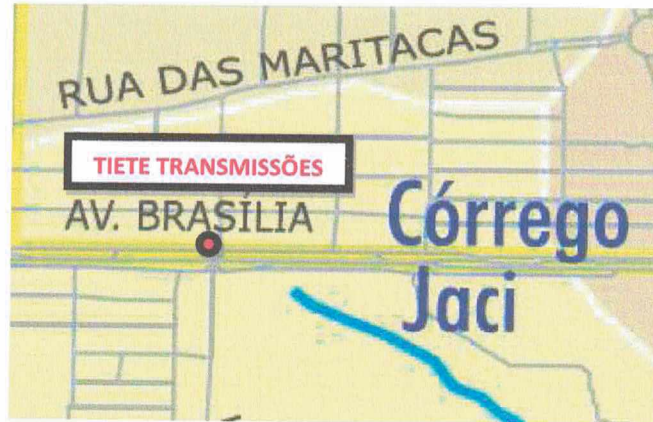 RUA DAS MARITACAS
TIETE TRANSMISSÕES
AV. BRASÍLIA
Córrego
Jaci